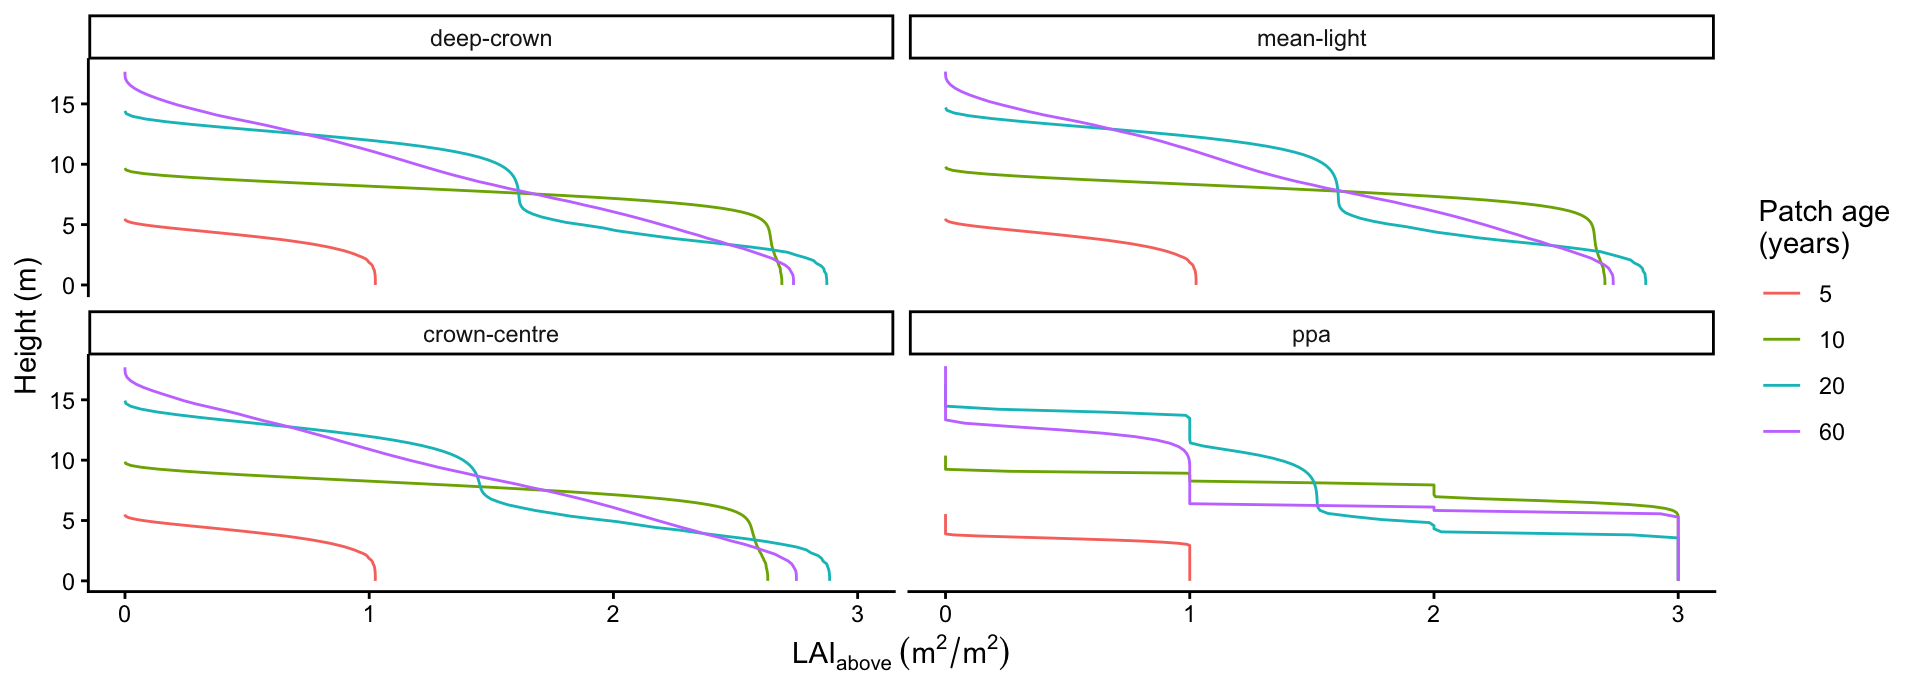 deep-crown
mean-light
15
10
5
0
crown-centre
ppa
15
10
5
0
0 1 2 3
0 1 2 3
Height (m)
LAIabove (m²/m²)
Patch age
(years)
5
10
20
60